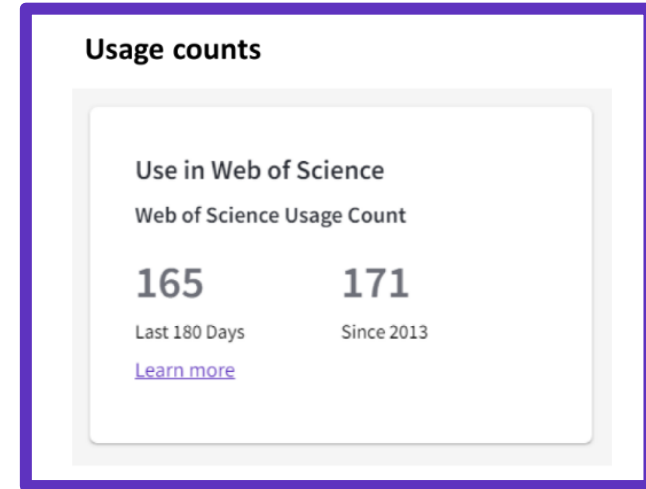 Usage counts
Use in Web of Science
Web of Science Usage Count
165 171
Last 180 Days Since 2013
Learn more